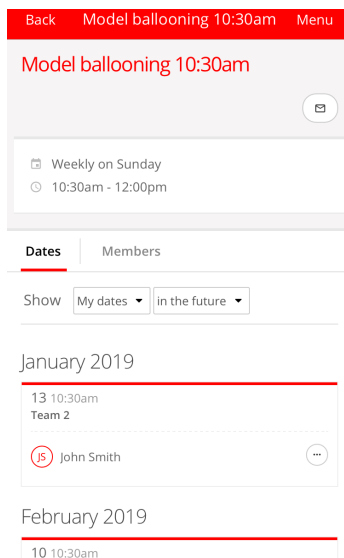 Back Model ballooning 10:30am Menu
Model ballooning 10:30am
Weekly on Sunday
10:30am - 12:00pm
Dates Members
Show My dates in the future
January 2019
13 10:30am
Team 2
JS John Smith
February 2019
10 10:30am